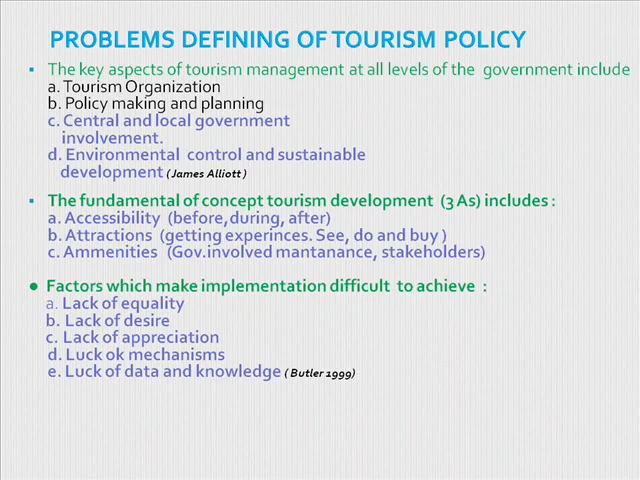 PROBLEMS DEFINING OF TOURISM POLICY
▪ The key aspects of tourism management at all levels of the government include
a. Tourism Organization
b. Policy making and planning
c. Central and local government
involvement.
d. Environmental control and sustainable
development ( James Alliott )
▪ The fundamental of concept tourism development (3 As) includes :
a. Accessibility (before,during, after)
b. Attractions (getting experinces. See, do and buy )
c. Ammenities (Gov.involved mantanance, stakeholders)
● Factors which make implementation difficult to achieve :
a. Lack of equality
b. Lack of desire
c. Lack of appreciation
d. Luck ok mechanisms
e. Luck of data and knowledge ( Butler 1999)